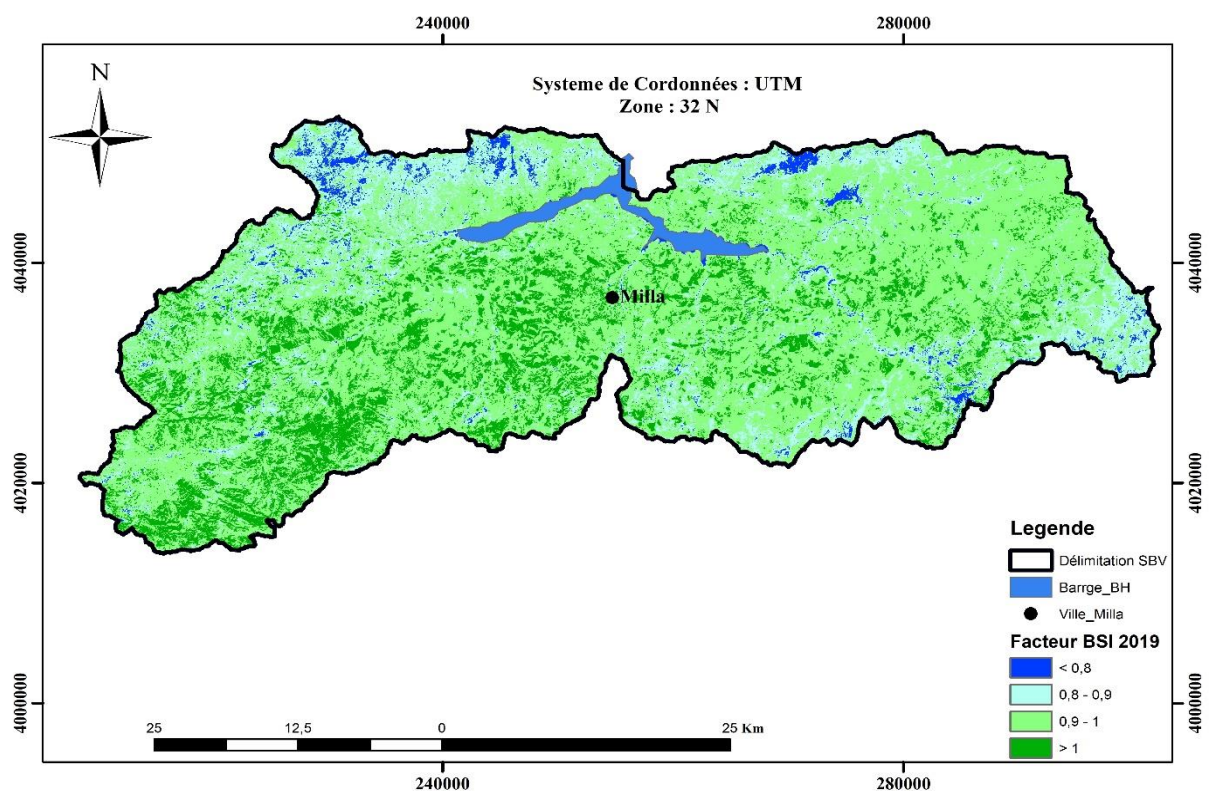 240000
280000
N
Systeme de Cordonnées : UTM
Zone : 32 N
4040000
4040000
Milla
4020000
4020000
Legende
Délimitation SBV
Barrge_BH
Ville_Milla
Facteur BSI 2019
< 0,8
0,8 - 0,9
0,9 - 1
> 1
4000000
4000000
25
12,5
0
25 Km
240000
280000